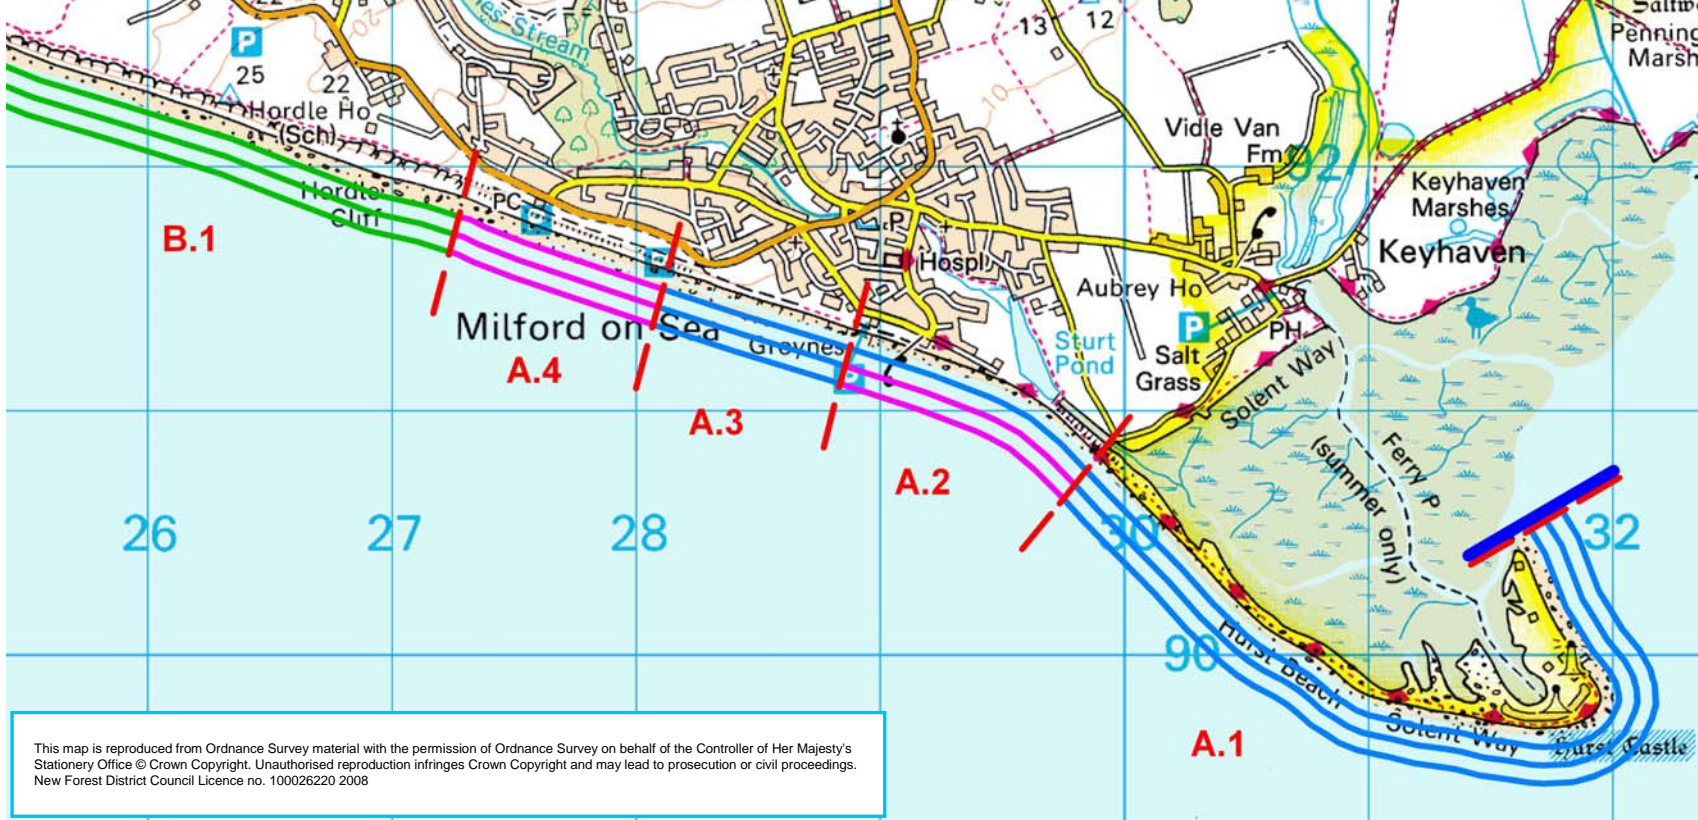 22
13
12
Saltw
Penning
Marsh
P
25
22
Stream
10
Hordle Ho
(Sch)
Vidle Van
Fm
92
Keyhaven
Marshes
Hordle
Cliff
PC
P
B.1
Keyhaven
Hospl
Aubrey Ho
P
PH
Milford on Sea
Groynes
Sturt
Pond
Salt
Grass
Solent Way
A.4
A.3
A.2
Ferry P
(summer only)
26
27
28
30
32
90
Hurst Beach
Solent Way
Hurst Castle
A.1
This map is reproduced from Ordnance Survey material with the permission of Ordnance Survey on behalf of the Controller of Her Majesty's
Stationery Office © Crown Copyright. Unauthorised reproduction infringes Crown Copyright and may lead to prosecution or civil proceedings.
New Forest District Council Licence no. 100026220 2008